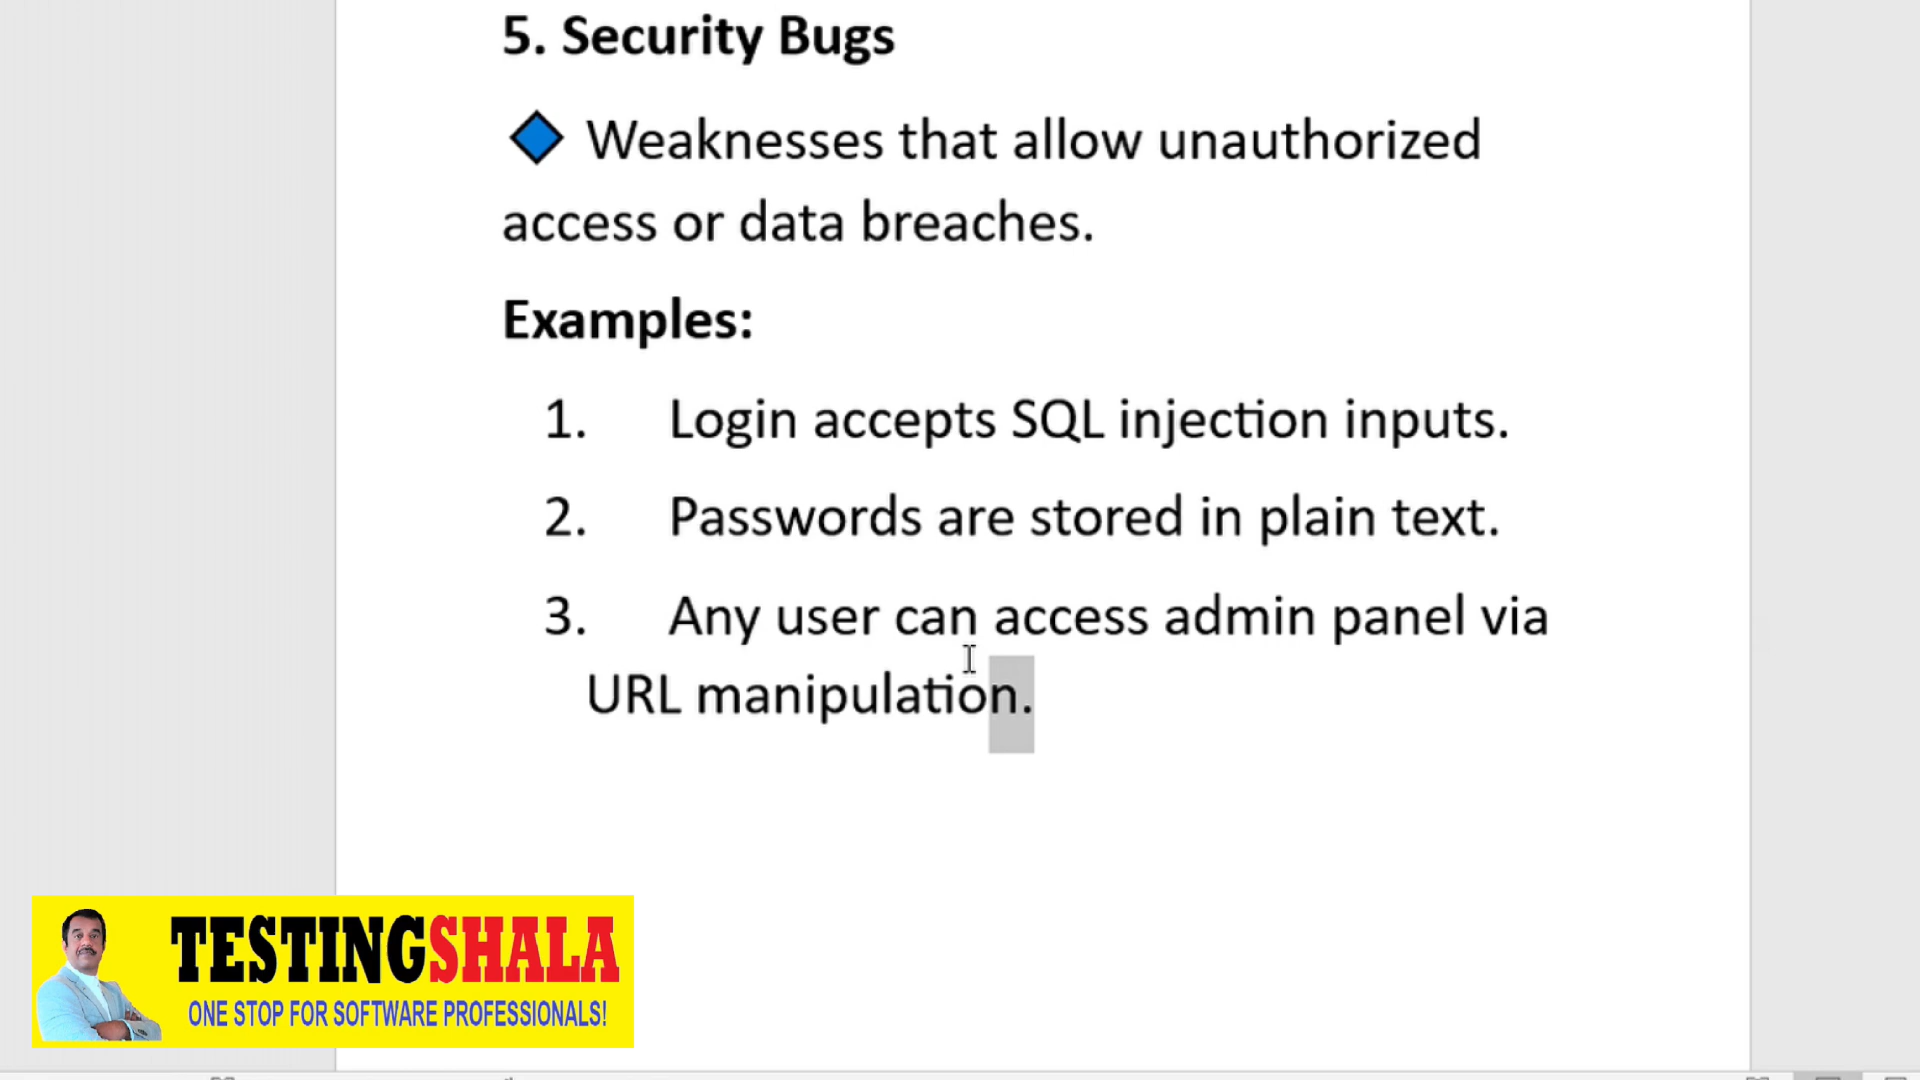 5. Security Bugs
Weaknesses that allow unauthorized
access or data breaches.
Examples:
1. Login accepts SQL injection inputs.
2. Passwords are stored in plain text.
3. Any user can access admin panel via
URL manipulation.
TESTINGSHALA
ONE STOP FOR SOFTWARE PROFESSIONALS!